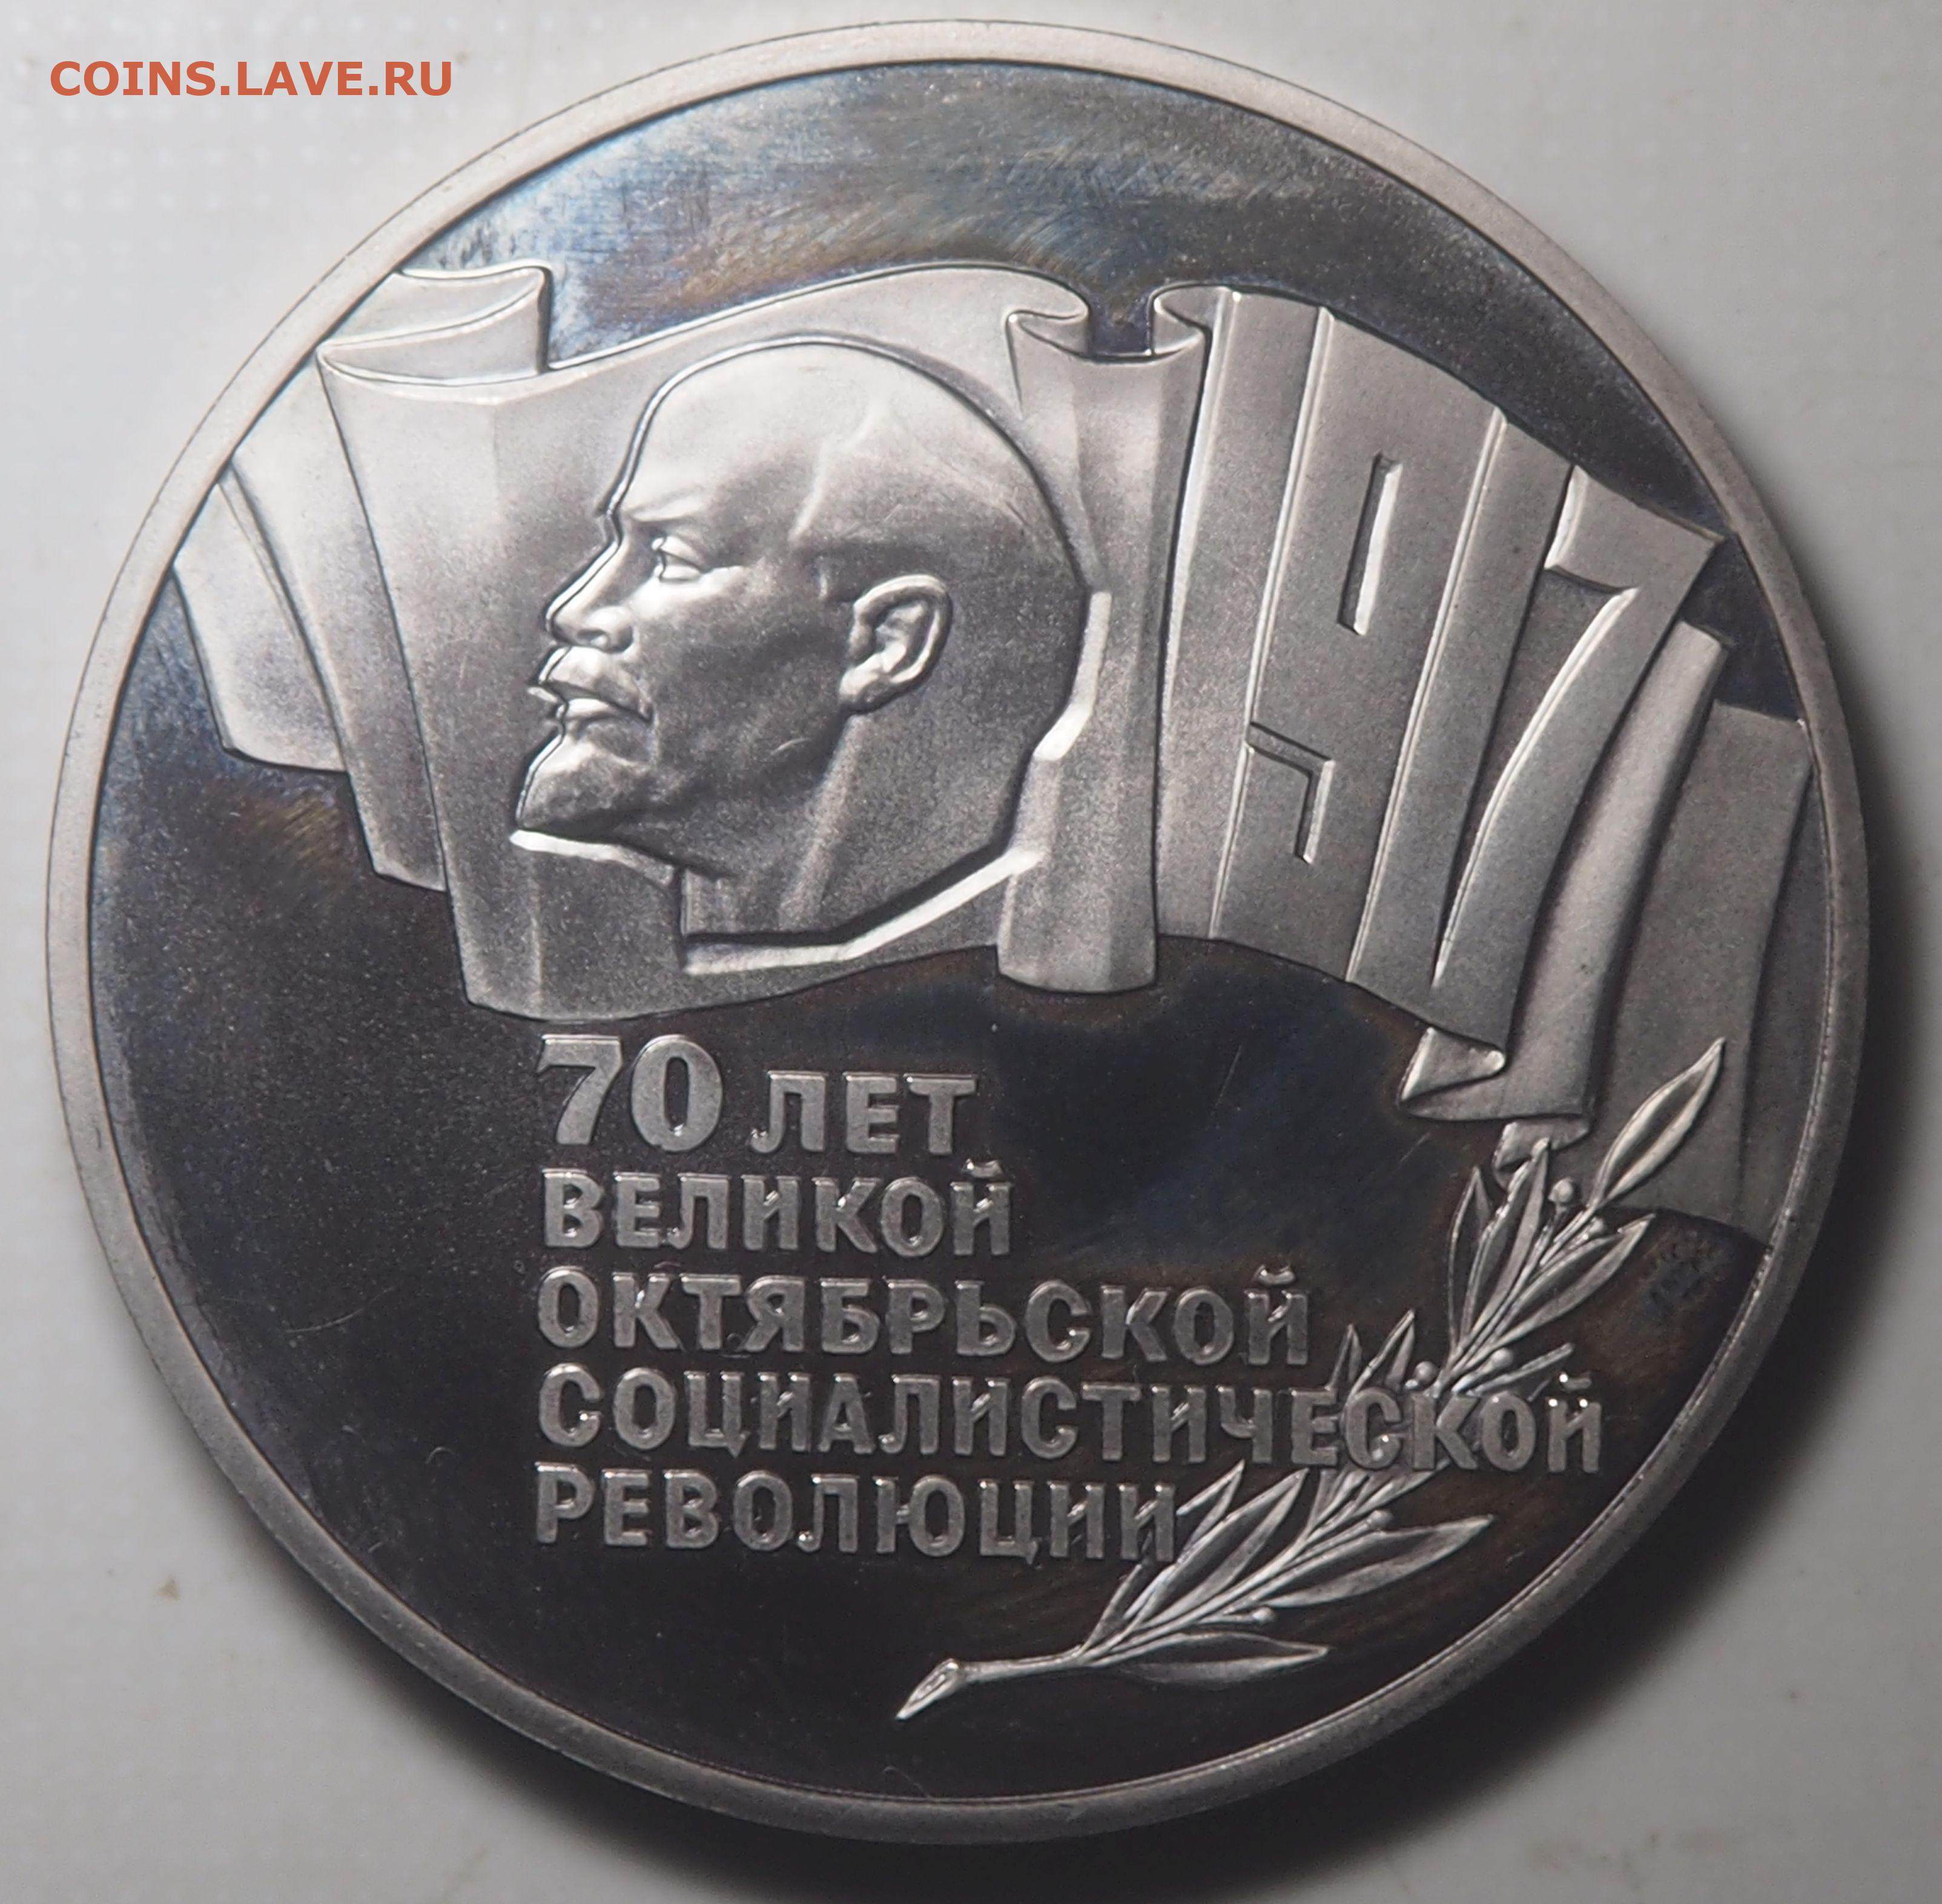 COINS.LAVE.RU
1917
70 ЛЕТ
ВЕЛИКОЙ
ОКТЯБРЬСКОЙ
СОЦИАЛИСТИЧЕСКОЙ
РЕВОЛЮЦИИ